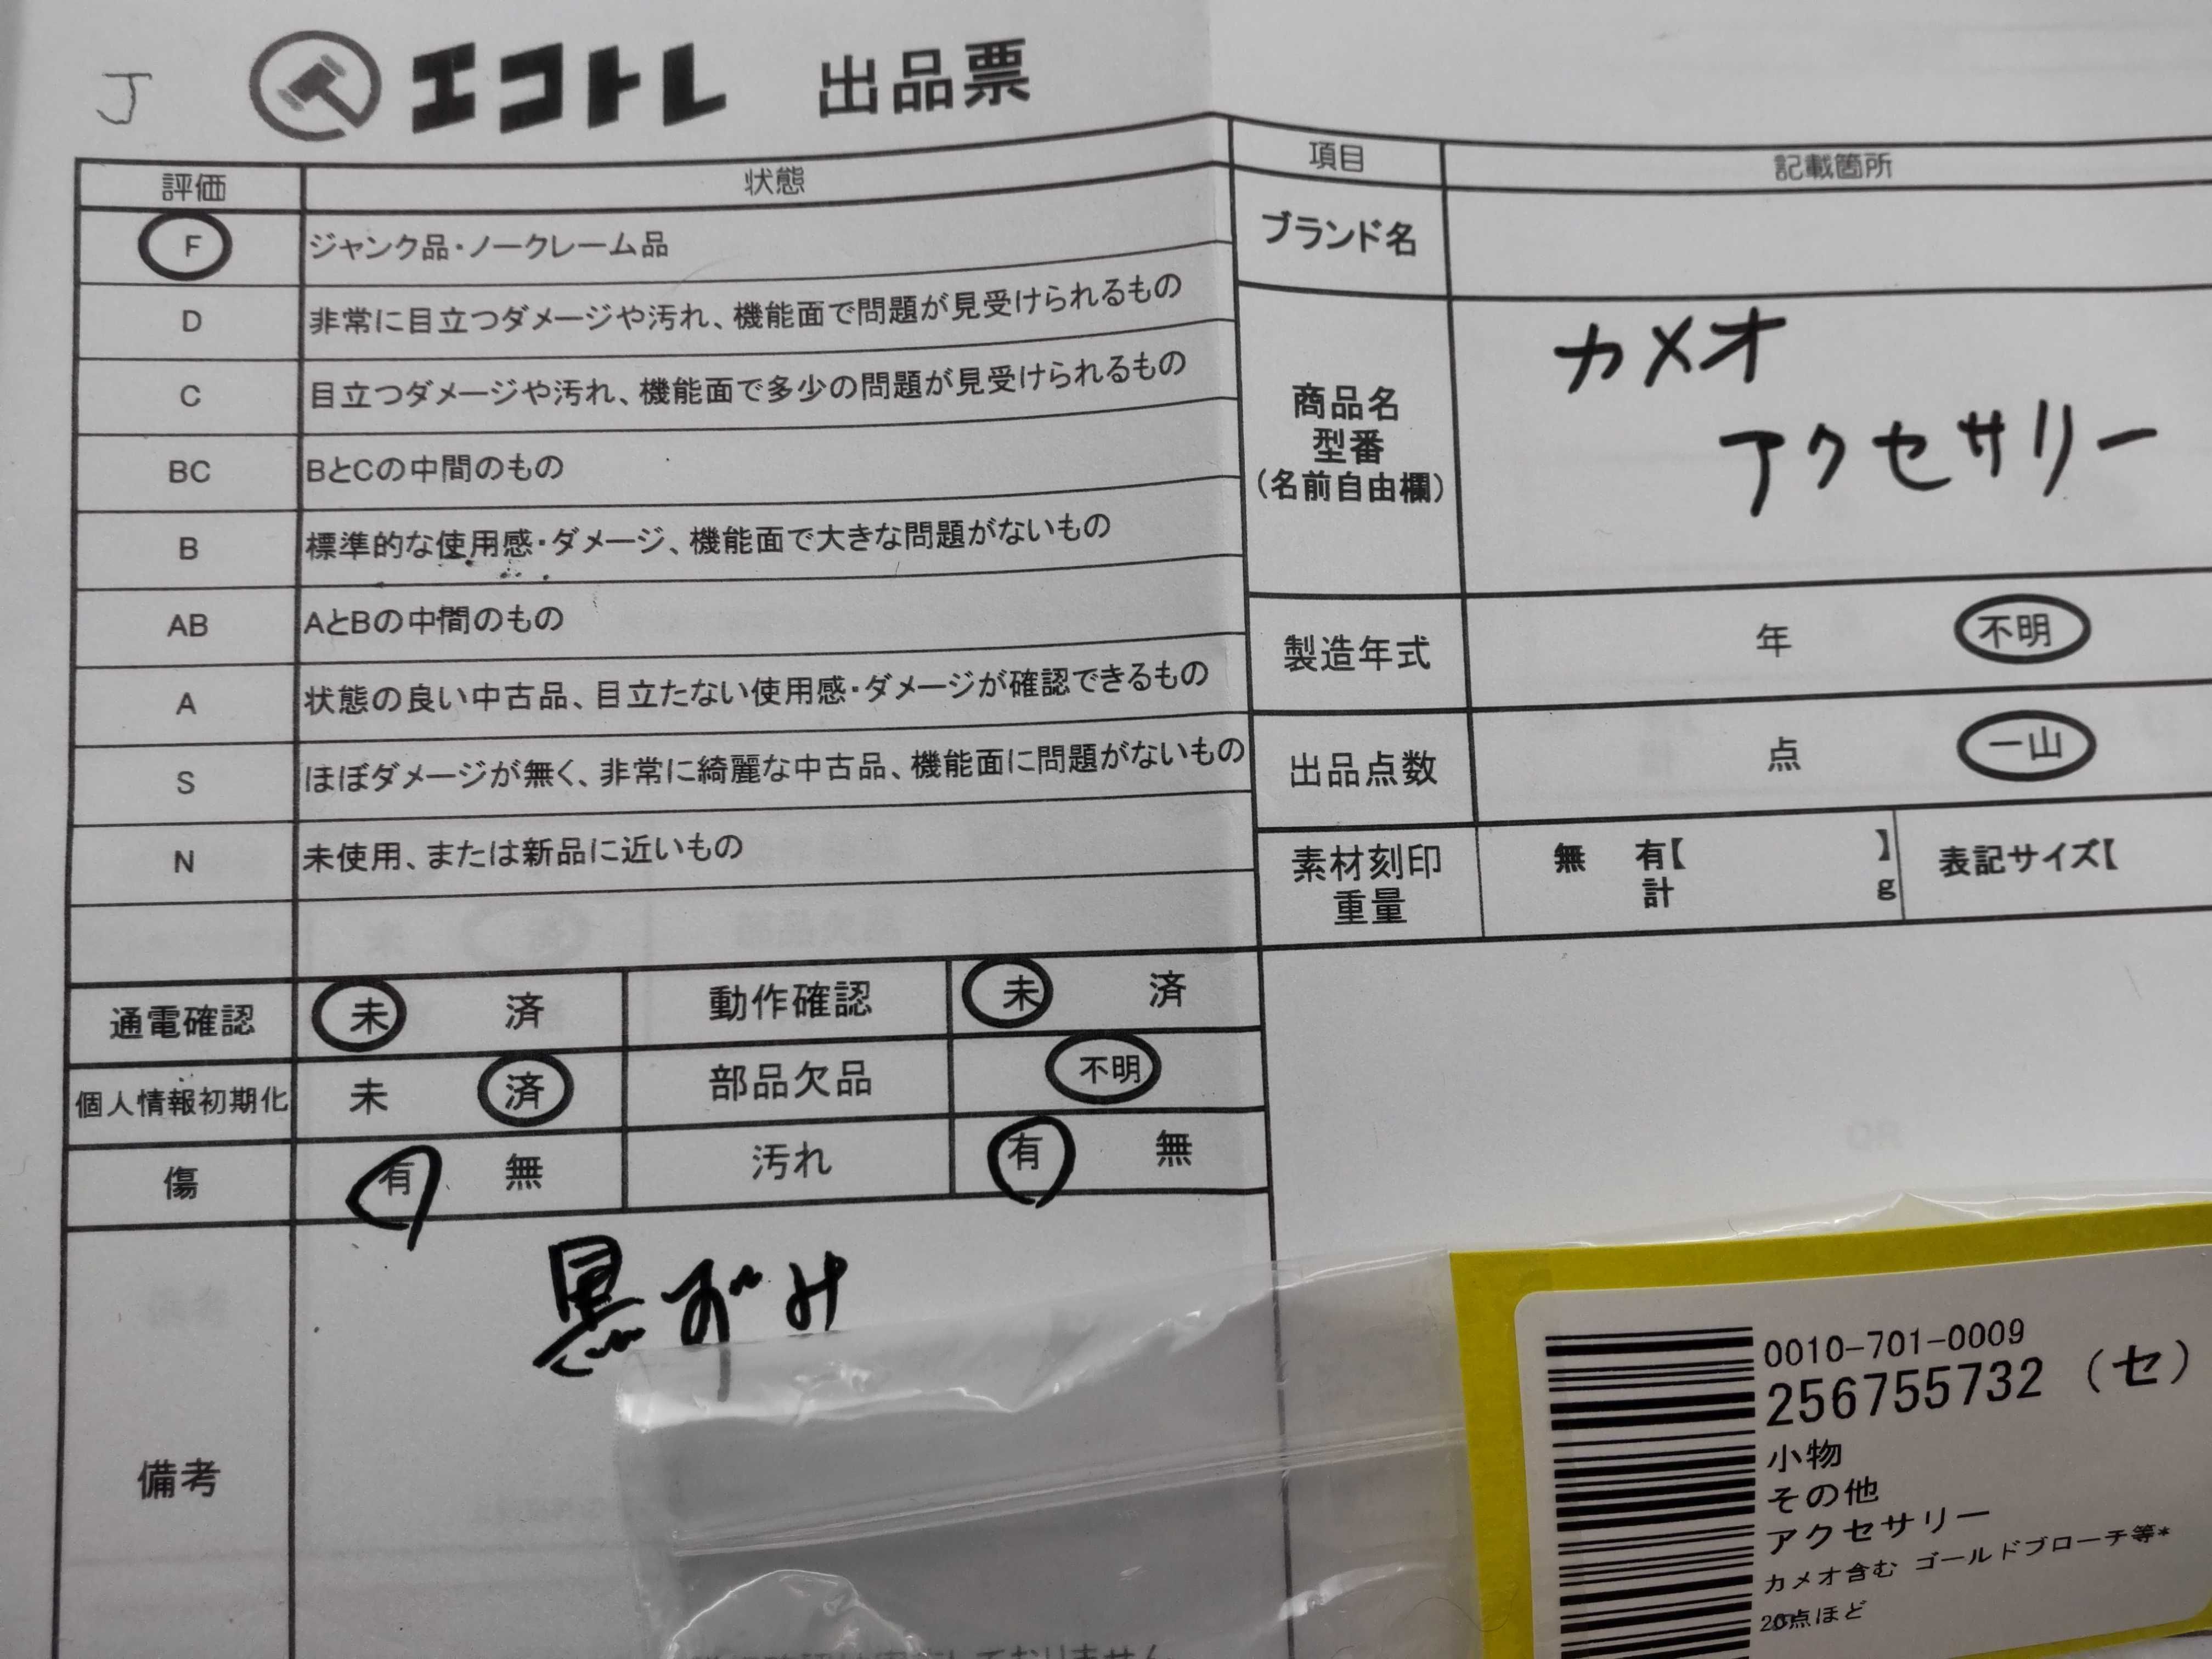 J
エコトレ 出品票
評価 状態
F ジャンク品・ノークレーム品
D 非常に目立つダメージや汚れ、機能面で問題が見受けられるもの
C 目立つダメージや汚れ、機能面で多少の問題が見受けられるもの
BC BとCの中間のもの
B 標準的な使用感・ダメージ、機能面で大きな問題がないもの
AB AとBの中間のもの
A 状態の良い中古品、目立たない使用感・ダメージが確認できるもの
S ほぼダメージが無く、非常に綺麗な中古品、機能面に問題がないもの
N 未使用、または新品に近いもの
通電確認 未 済 動作確認 未 済
個人情報初期化 未 済 部品欠品 不明
傷 有 無 汚れ 有 無
備考 黒ずみ
項目 記載箇所
ブランド名
商品名
型番
(名前自由欄)
カメオ
アクセサリー
製造年式 年 不明
出品点数 点 一山
素材刻印 無 有【 】 表記サイズ【
重量 計 g
0010-701-0009
256755732 (セ)
小物
その他
アクセサリー
カメオ含む ゴールドブローチ等*
点ほど